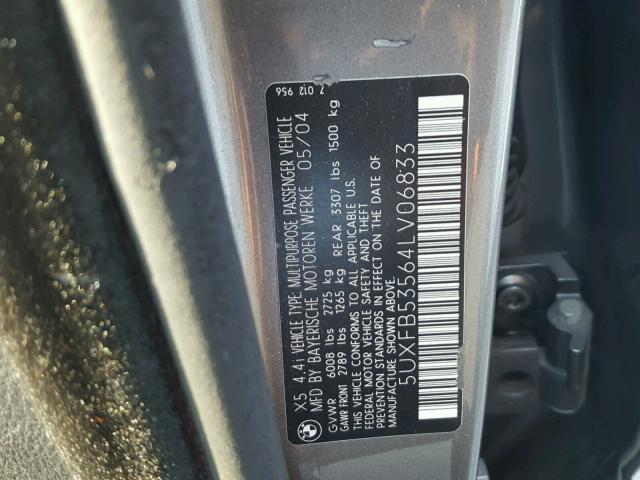 7 012 956
X5 4.4i VEHICLE TYPE: MULTIPURPOSE PASSENGER VEHICLE
MFD BY BAYERISCHE MOTOREN WERKE 05/04
GVWR 6008 lbs 2725 kg
GAWR FRONT 2789 lbs 1265 kg REAR 3307 lbs 1500 kg
THIS VEHICLE CONFORMS TO ALL APPLICABLE U.S.
FEDERAL MOTOR VEHICLE SAFETY AND THEFT
PREVENTION STANDARDS IN EFFECT ON THE DATE OF
MANUFACTURE SHOWN ABOVE.
5UXFB53564LV06833